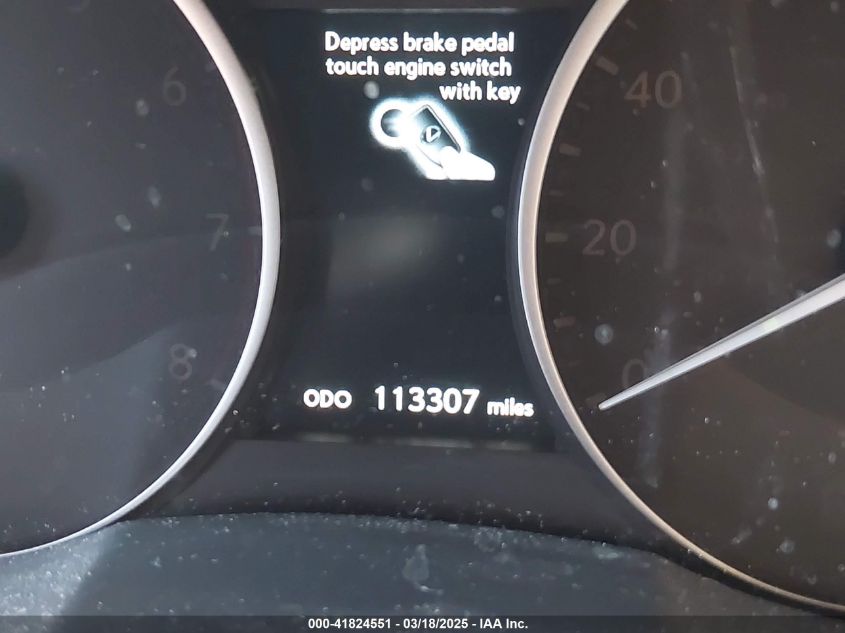 Depress brake pedal
touch engine switch
with key
6
40
7
20
8
0
ODO 113307 miles
000-41824551 - 03/18/2025 - IAA Inc.